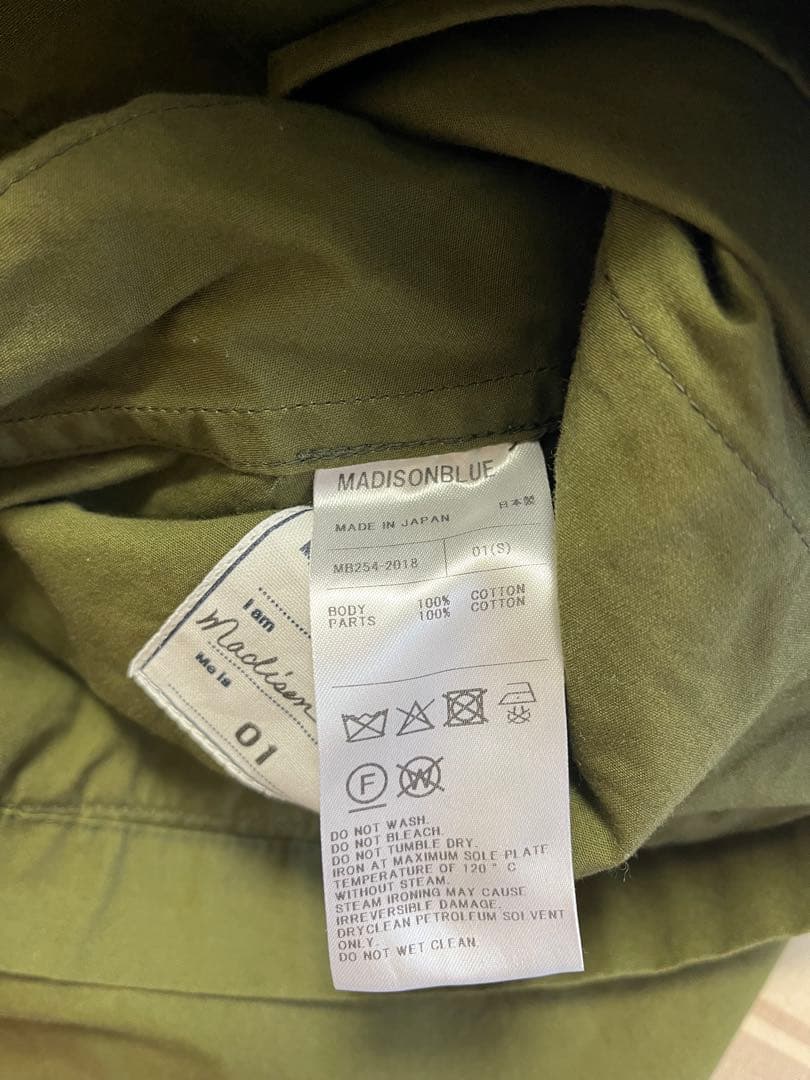 MADISONBLUE
MADE IN JAPAN 日本製
MB254-2018 01(S)
BODY 100% COTTON
PARTS 100% COTTON
F
W
DO NOT WASH.
DO NOT BLEACH.
DO NOT TUMBLE DRY.
IRON AT MAXIMUM SOLE PLATE
TEMPERATURE OF 120 ° C
WITHOUT STEAM.
STEAM IRONING MAY CAUSE
IRREVERSIBLE DAMAGE.
DRYCLEAN PETROLEUM SOLVENT
ONLY.
DO NOT WET CLEAN.
I am
Madison
Me is
01